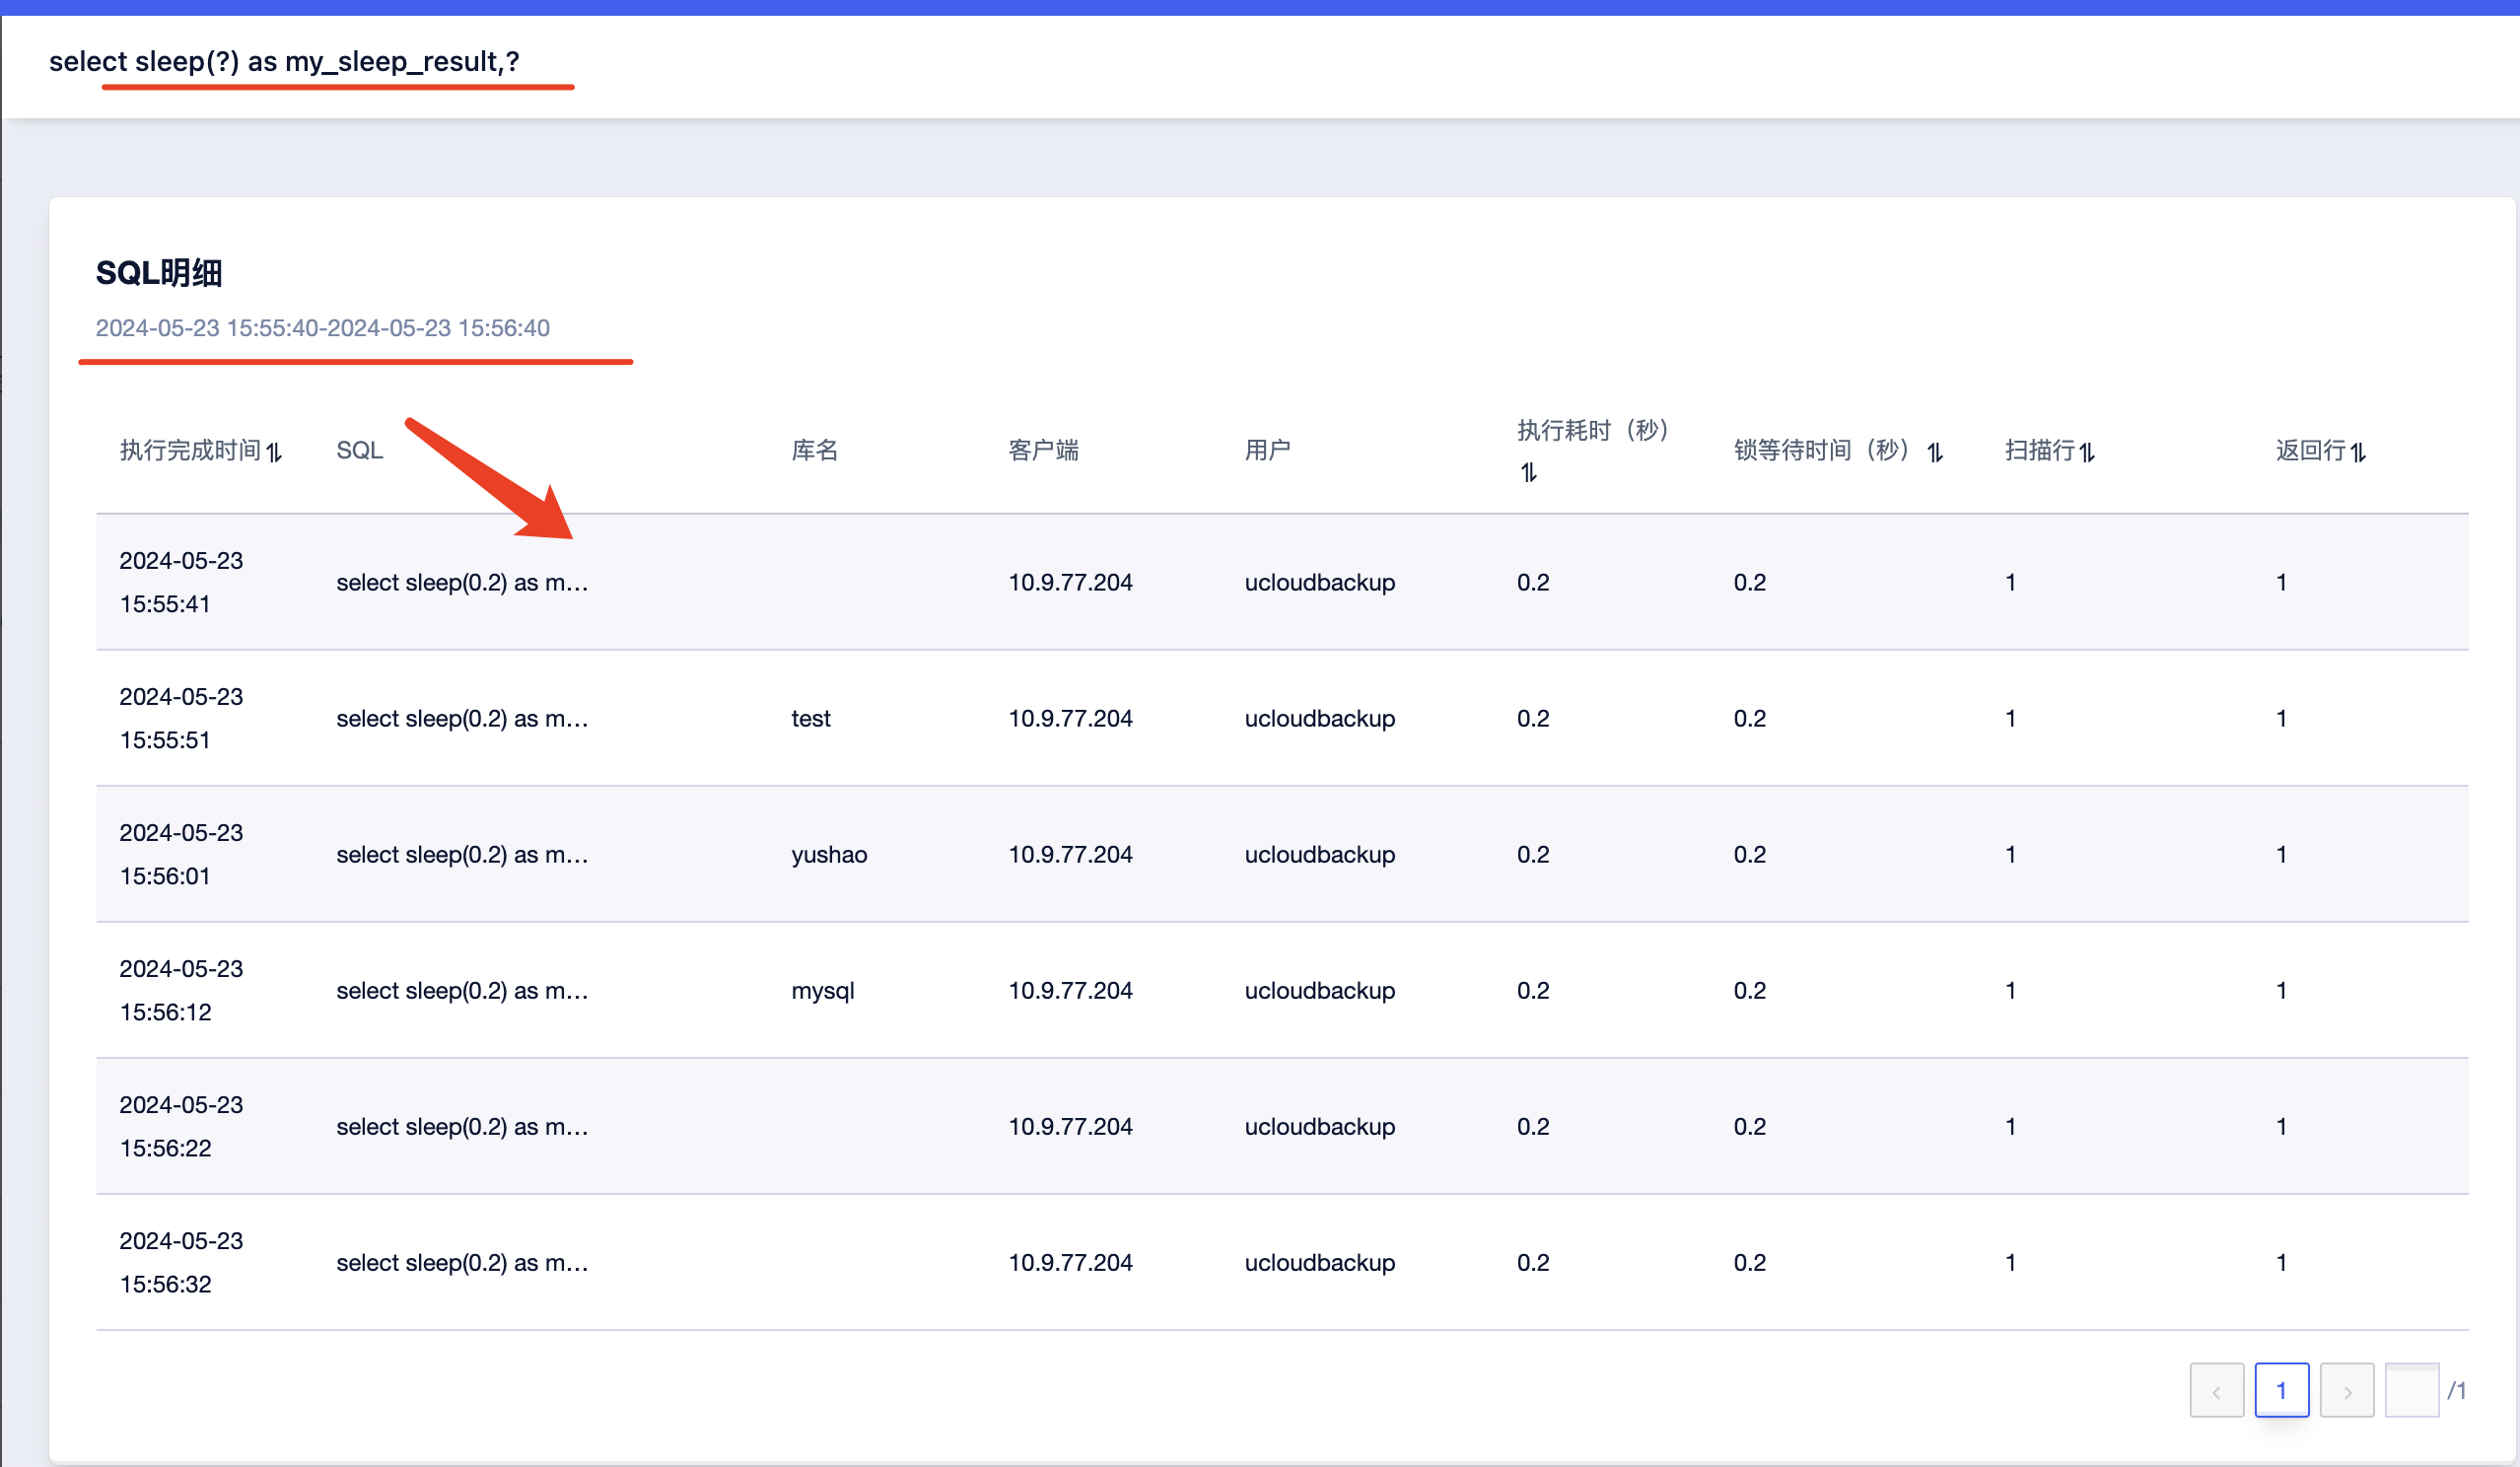 select sleep(?) as my_sleep_result,?
SQL明细
2024-05-23 15:55:40-2024-05-23 15:56:40
执行完成时间 SQL 库名 客户端 用户 执行耗时（秒） 锁等待时间（秒） 扫描行 返回行
2024-05-23
15:55:41 select sleep(0.2) as m... 10.9.77.204 ucloudbackup 0.2 0.2 1 1
2024-05-23
15:55:51 select sleep(0.2) as m... test 10.9.77.204 ucloudbackup 0.2 0.2 1 1
2024-05-23
15:56:01 select sleep(0.2) as m... yushao 10.9.77.204 ucloudbackup 0.2 0.2 1 1
2024-05-23
15:56:12 select sleep(0.2) as m... mysql 10.9.77.204 ucloudbackup 0.2 0.2 1 1
2024-05-23
15:56:22 select sleep(0.2) as m... 10.9.77.204 ucloudbackup 0.2 0.2 1 1
2024-05-23
15:56:32 select sleep(0.2) as m... 10.9.77.204 ucloudbackup 0.2 0.2 1 1
‹ 1 › /1